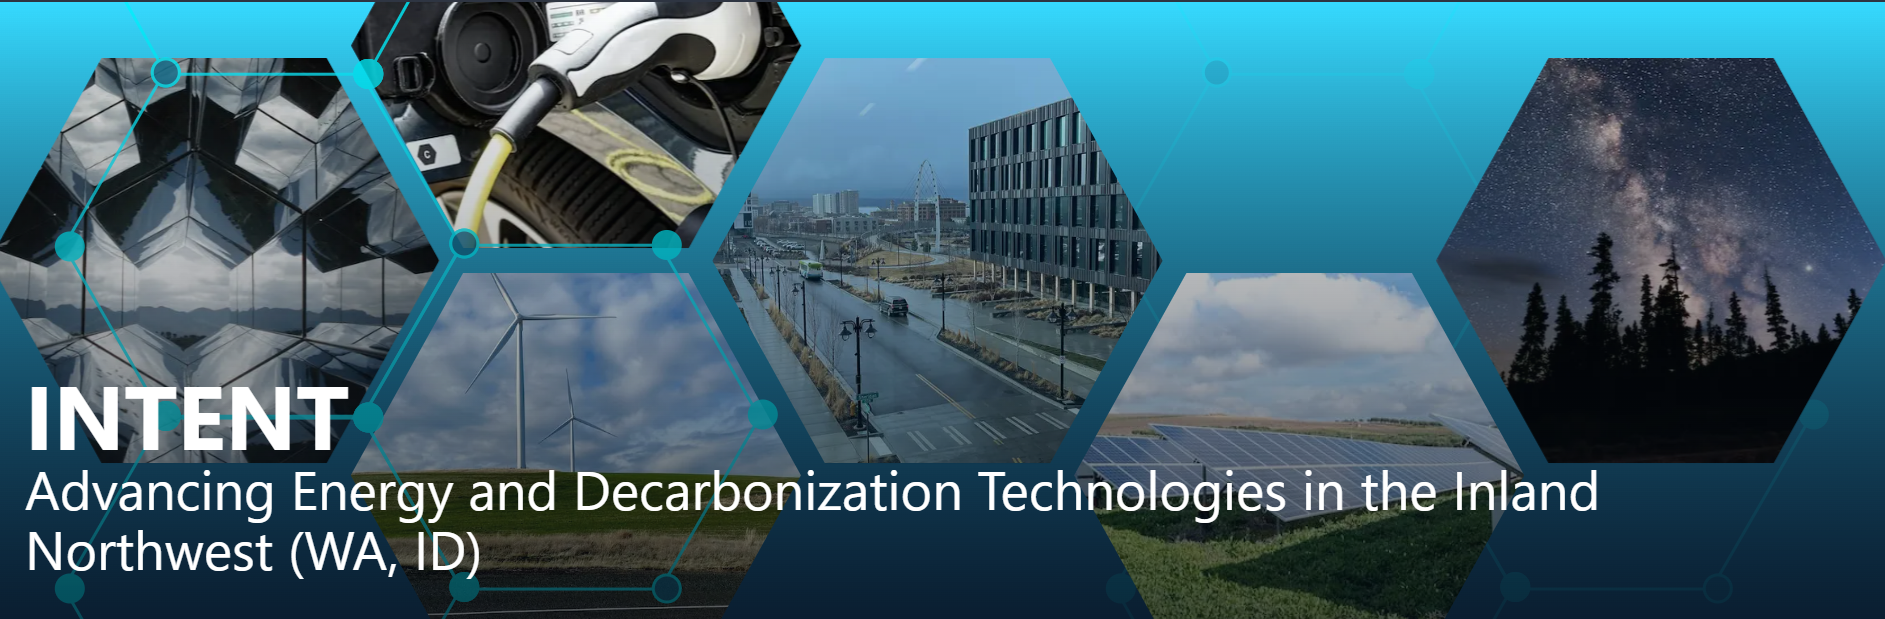 INTENT
Advancing Energy and Decarbonization Technologies in the Inland
Northwest (WA, ID)
C